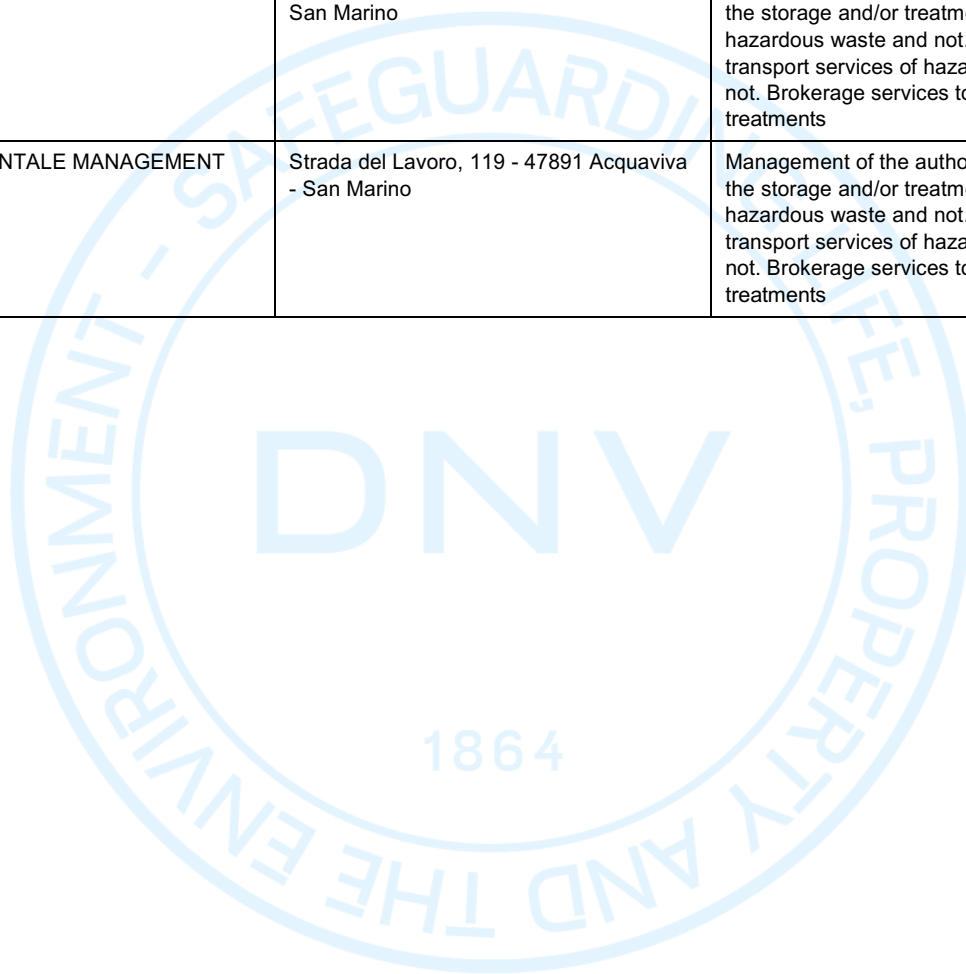 San Marino
the storage and/or treatm
hazardous waste and not.
transport services of haza
not. Brokerage services to
treatments
NTALE MANAGEMENT
Strada del Lavoro, 119 - 47891 Acquaviva
- San Marino
Management of the autho
the storage and/or treatm
hazardous waste and not.
transport services of haza
not. Brokerage services to
treatments
SAFEGUARDING LIFE, PROPERTY AND THE ENVIRONMENT -
DNV
1864